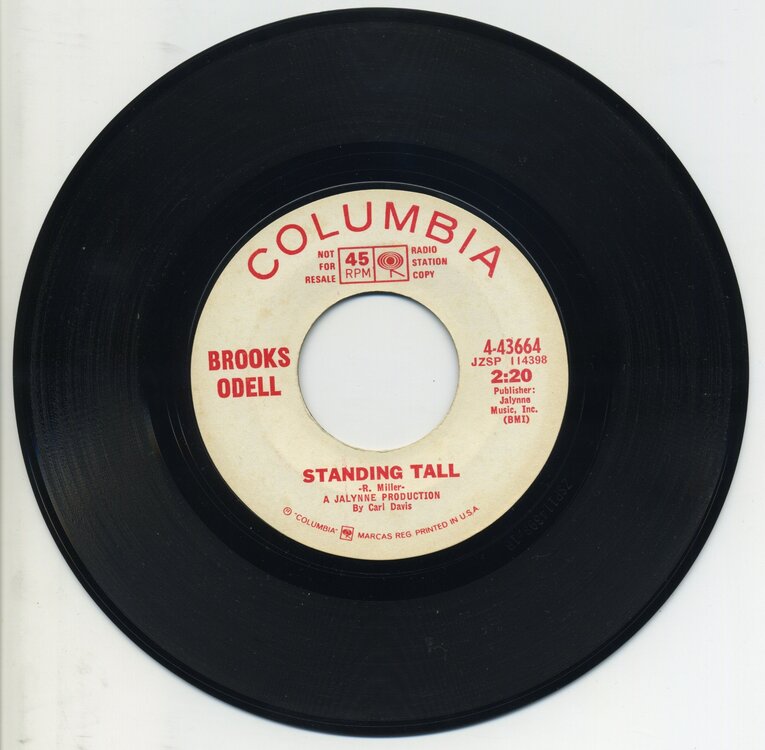 COLUMBIA
NOT
FOR
RESALE
45
RPM
RADIO
STATION
COPY
BROOKS
ODELL
4-43664
JZSP 114398
2:20
Publisher:
Jalynne
Music, Inc.
(BMI)
STANDING TALL
-R. Miller-
A JALYNNE PRODUCTION
By Carl Davis
Ⓟ "COLUMBIA" MARCAS REG. PRINTED IN U.S.A